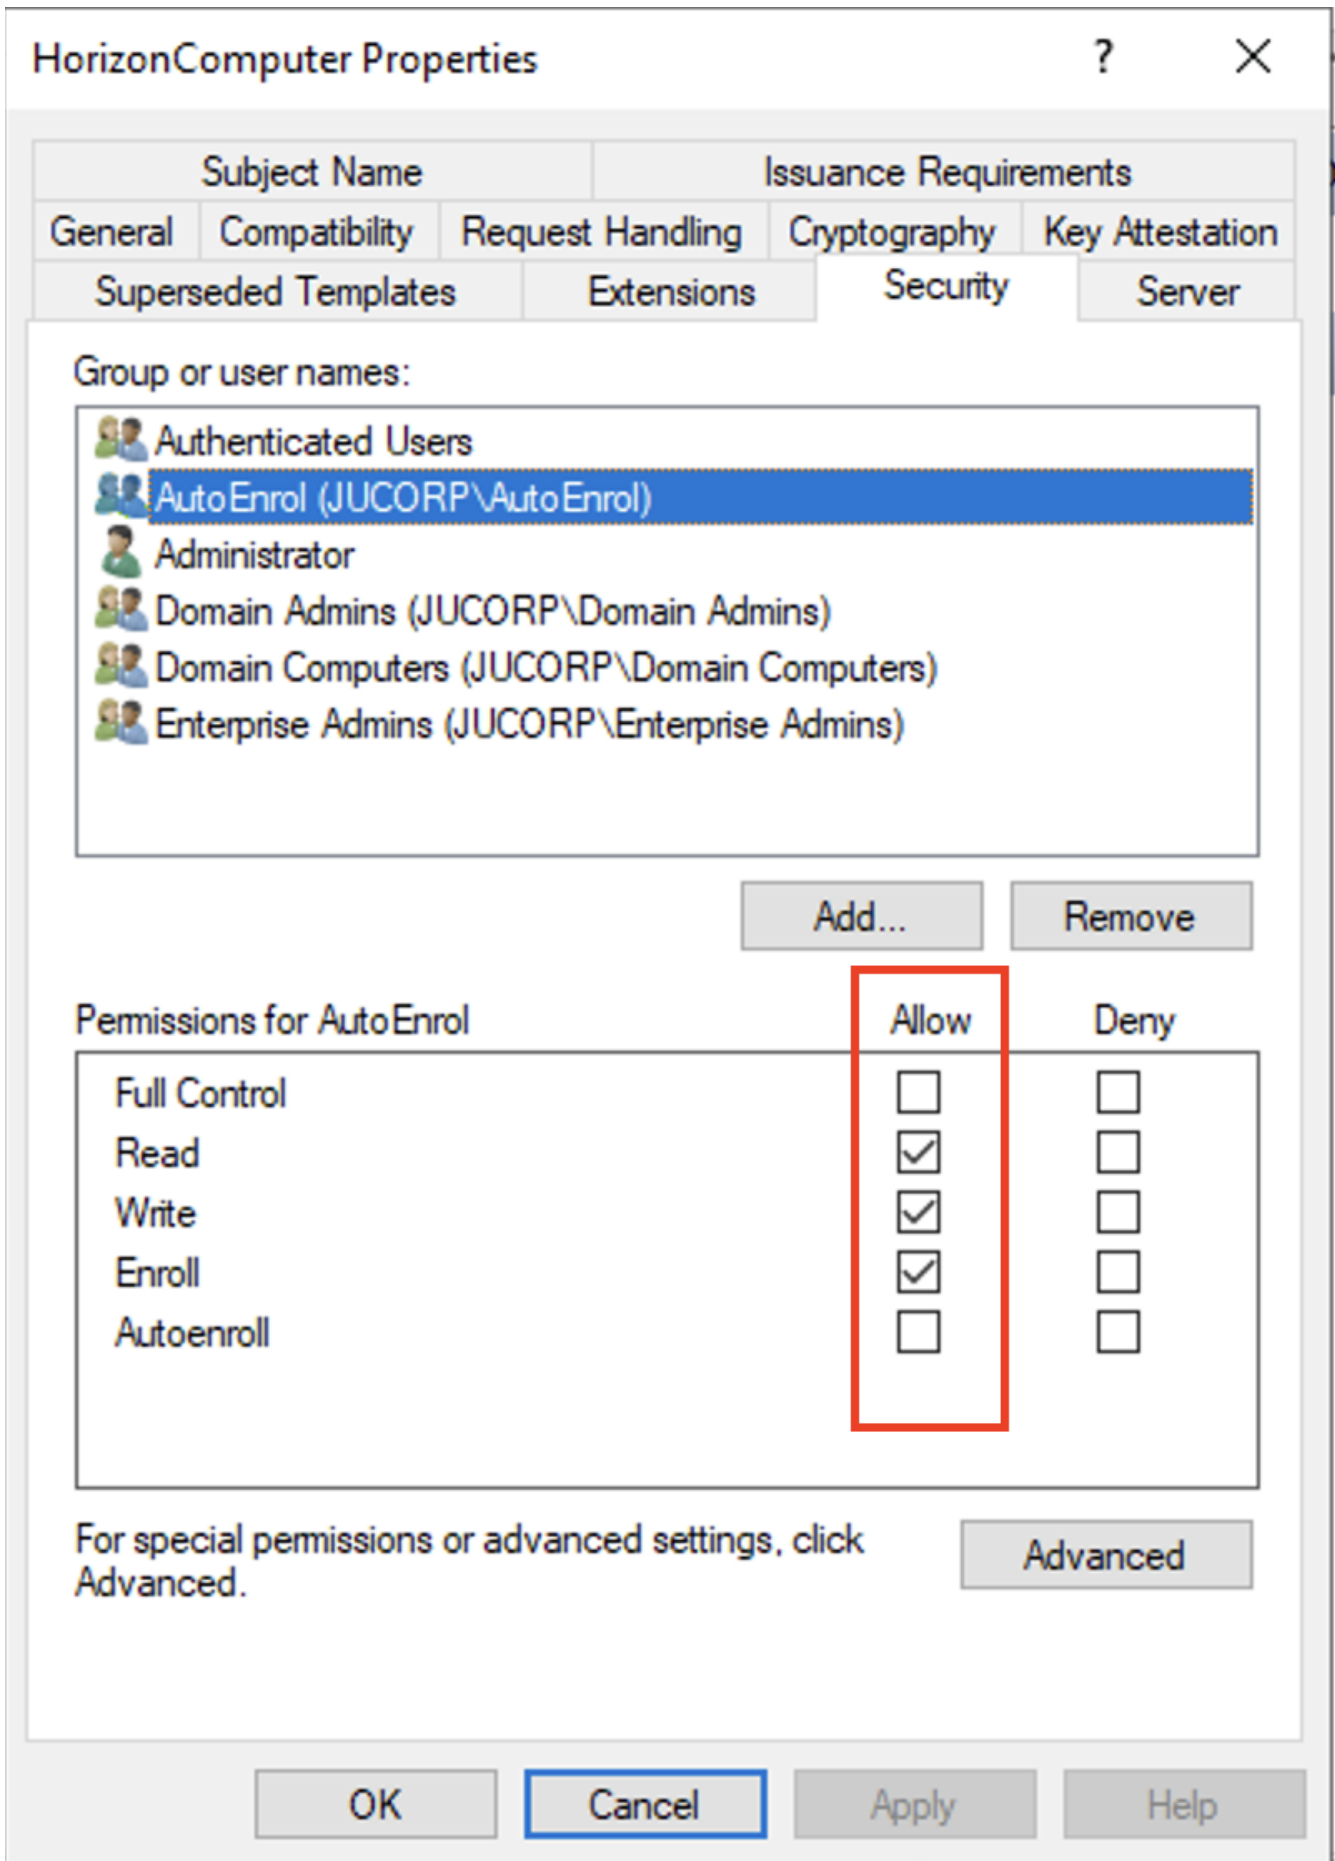 HorizonComputer Properties ?
Subject Name Issuance Requirements
General Compatibility Request Handling Cryptography Key Attestation
Superseded Templates Extensions Security Server
Group or user names:
Authenticated Users
AutoEnrol (JUCORP\AutoEnrol)
Administrator
Domain Admins (JUCORP\Domain Admins)
Domain Computers (JUCORP\Domain Computers)
Enterprise Admins (JUCORP\Enterprise Admins)
Add... Remove
Permissions for AutoEnrol Allow Deny
Full Control
Read
Write
Enroll
Autoenroll
For special permissions or advanced settings, click
Advanced.
Advanced
OK Cancel Apply Help